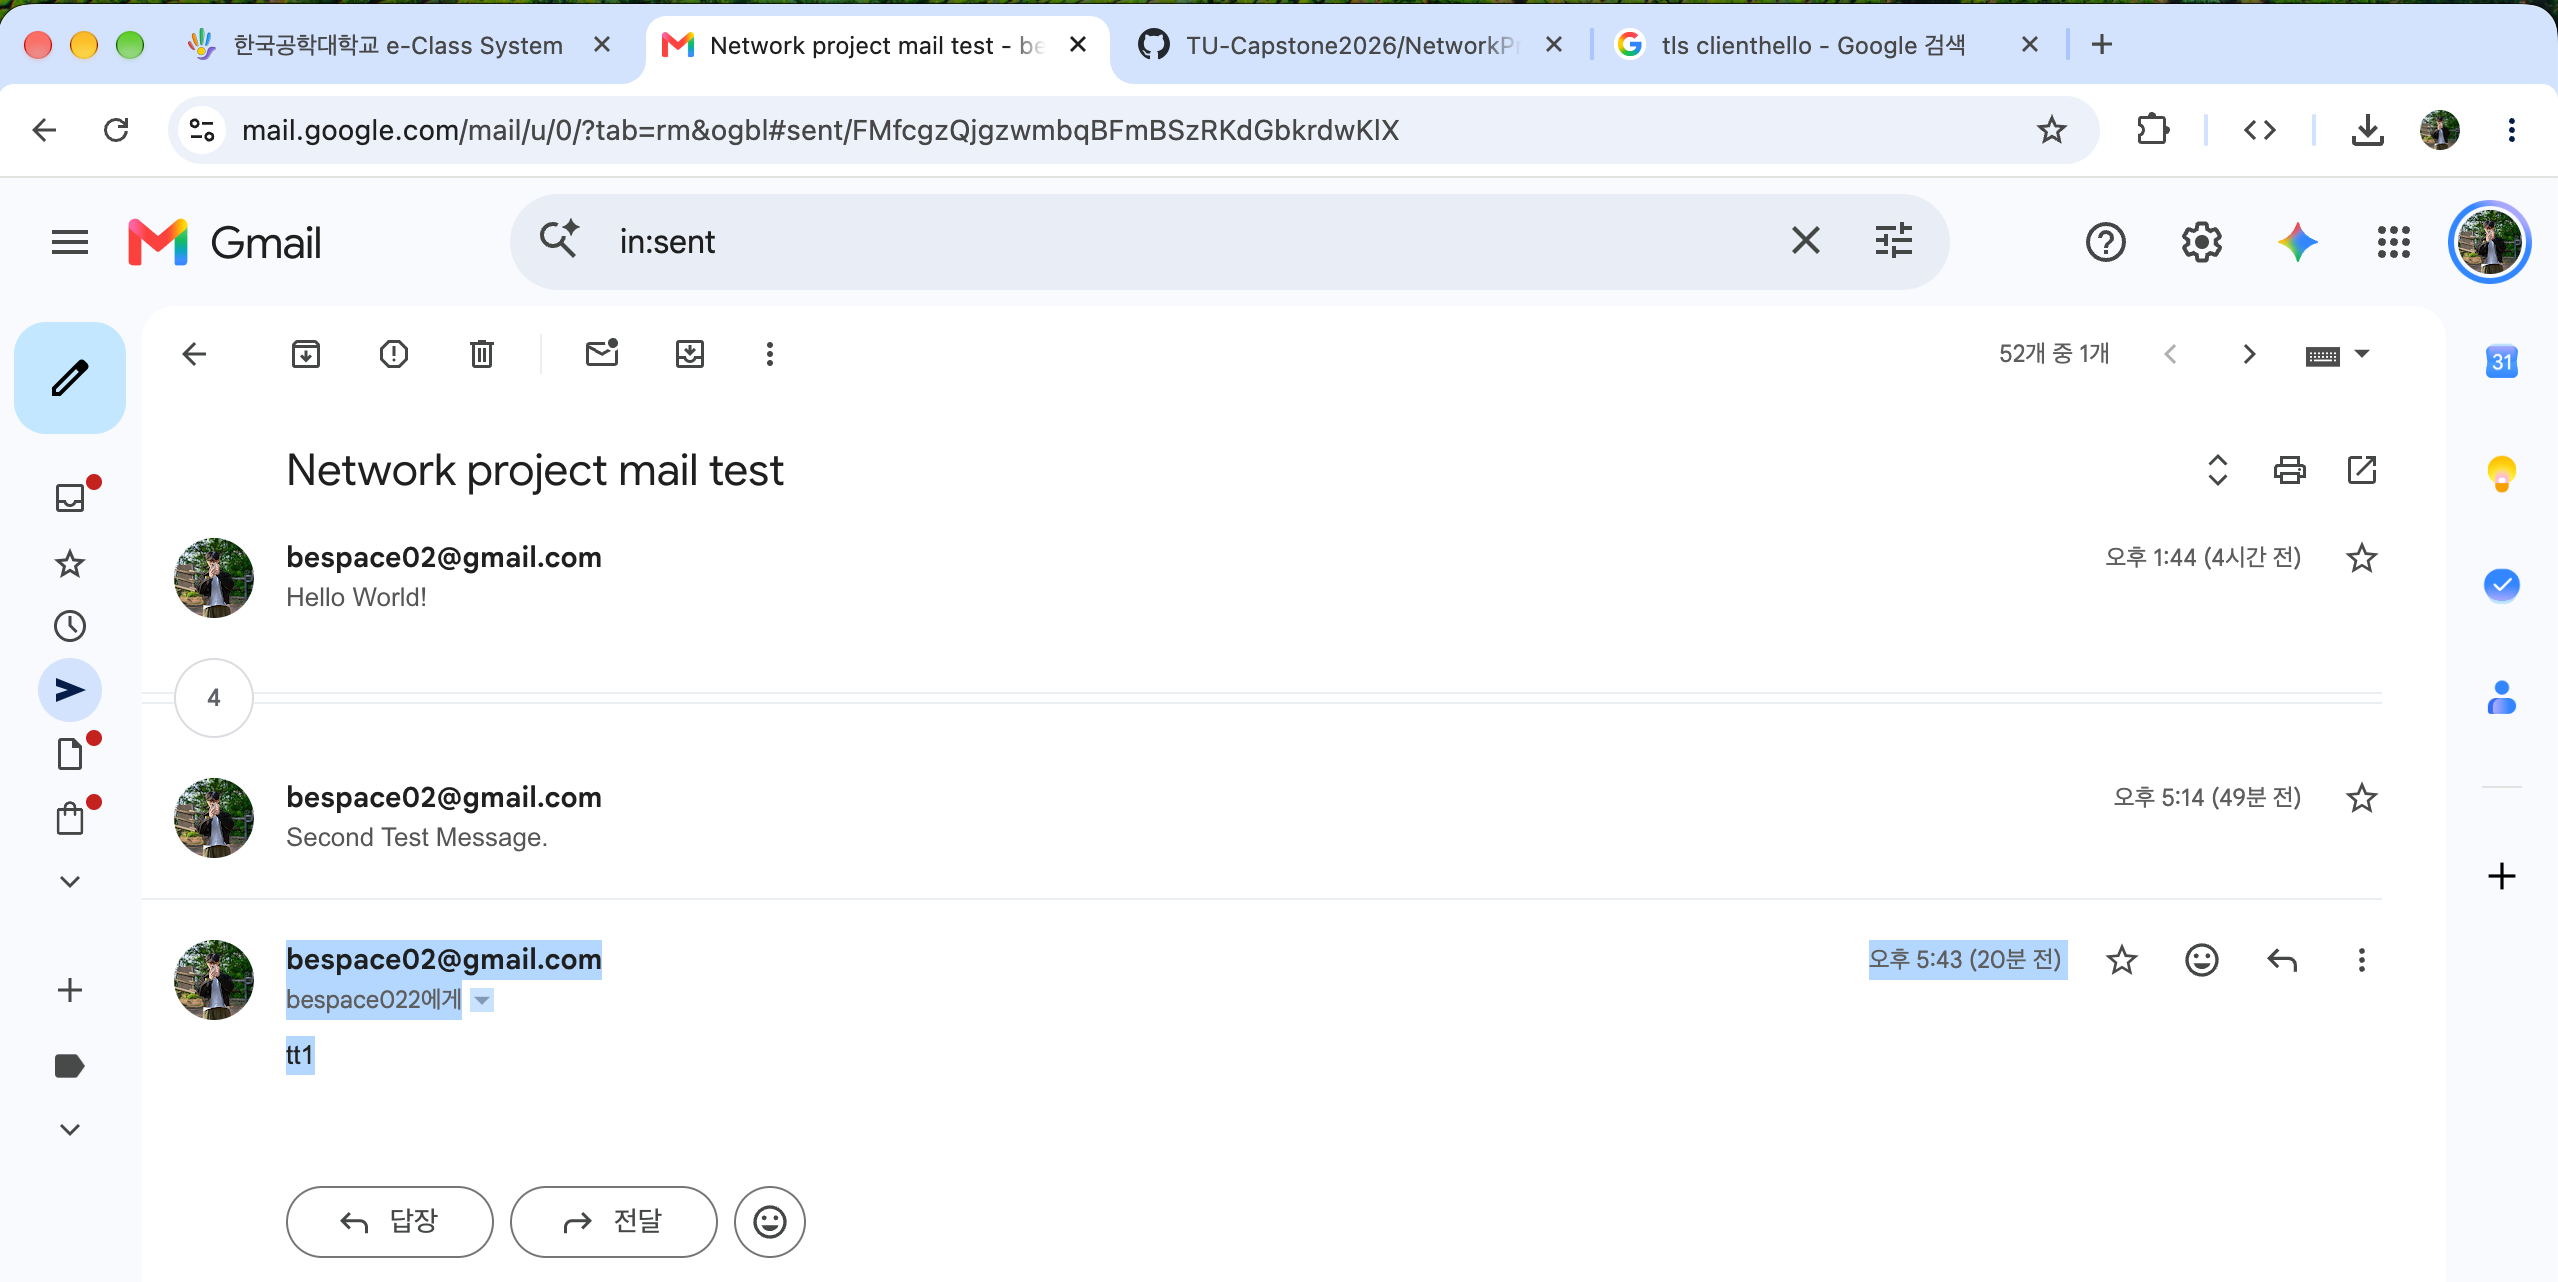 한국공학대학교 e-Class System
Network project mail test - be
TU-Capstone2026/NetworkPr
tls clienthello - Google 검색
mail.google.com/mail/u/0/?tab=rm&ogbl#sent/FMfcgzQjgzwmbqBFmBSzRKdGbkrdwKlX
Gmail
in:sent
52개 중 1개
31
Network project mail test
bespace02@gmail.com
오후 1:44 (4시간 전)
Hello World!
4
bespace02@gmail.com
오후 5:14 (49분 전)
Second Test Message.
bespace02@gmail.com
오후 5:43 (20분 전)
bespace022에게
tt1
답장
전달